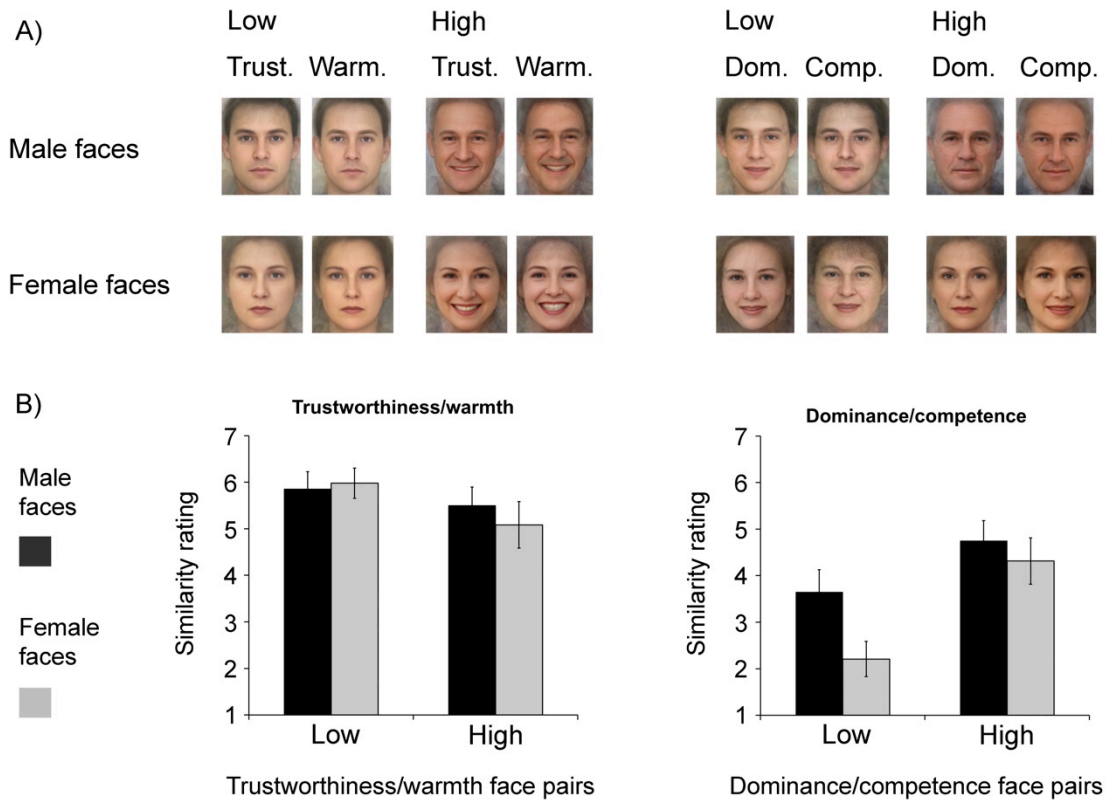 A)
Low High Low High
Trust. Warm. Trust. Warm. Dom. Comp. Dom. Comp.
Male faces
Female faces
B)
Male
faces
Female
faces
Trustworthiness/warmth
Similarity rating
7
6
5
4
3
2
1
Low High
Trustworthiness/warmth face pairs
Dominance/competence
Similarity rating
7
6
5
4
3
2
1
Low High
Dominance/competence face pairs